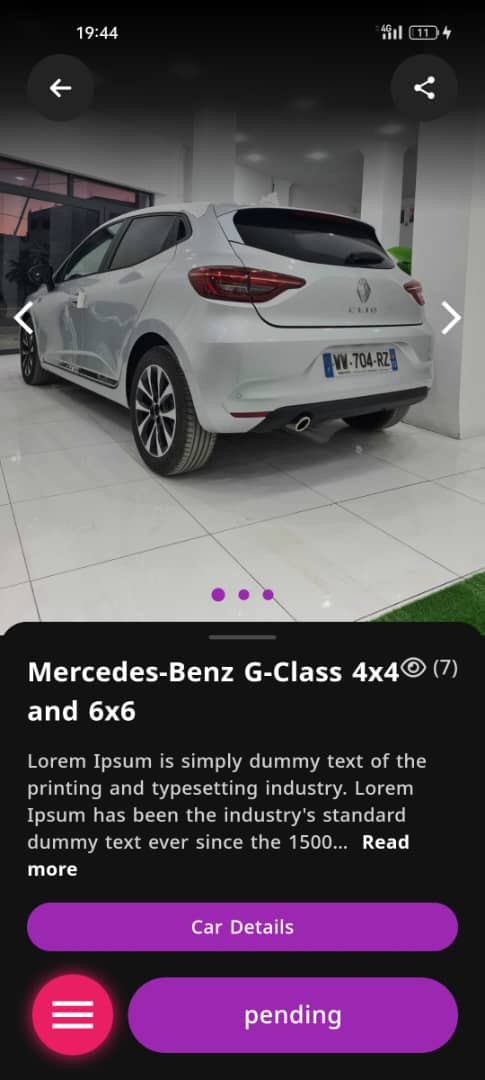 19:44
4G
11
CLIO
WW-704-RZ
Mercedes-Benz G-Class 4x4 (7)
and 6x6
Lorem Ipsum is simply dummy text of the
printing and typesetting industry. Lorem
Ipsum has been the industry's standard
dummy text ever since the 1500... Read
more
Car Details
pending